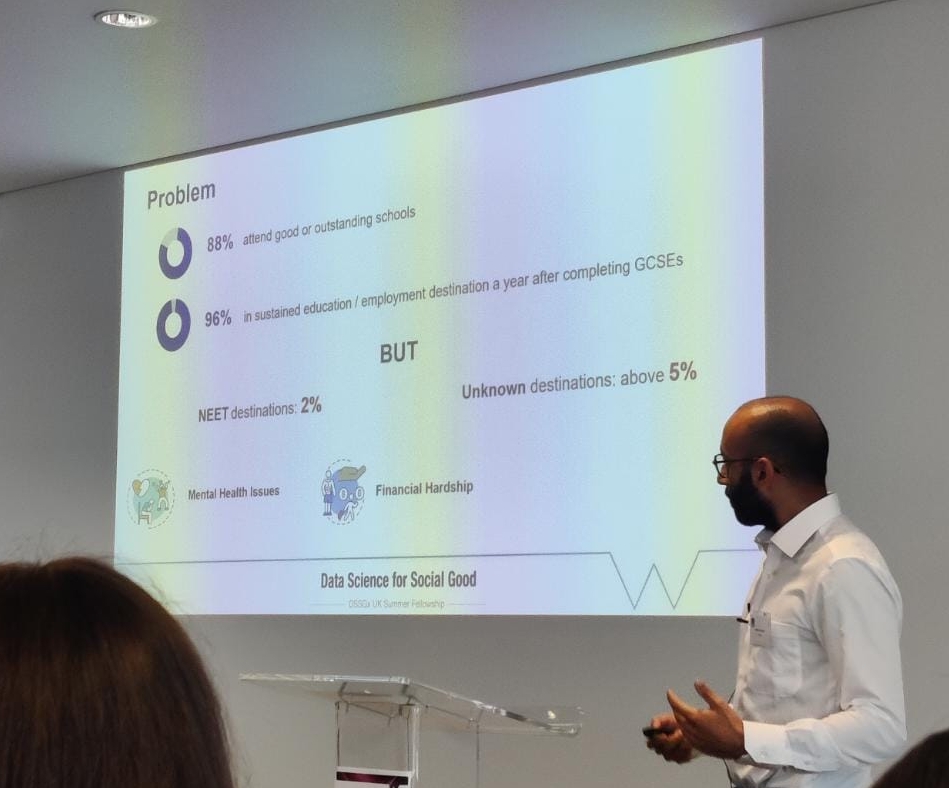 Problem
88% attend good or outstanding schools
96% in sustained education / employment destination a year after completing GCSEs
BUT
NEET destinations: 2%
Unknown destinations: above 5%
Mental Health Issues
Financial Hardship
Data Science for Social Good
DSSGx UK Summer Fellowship